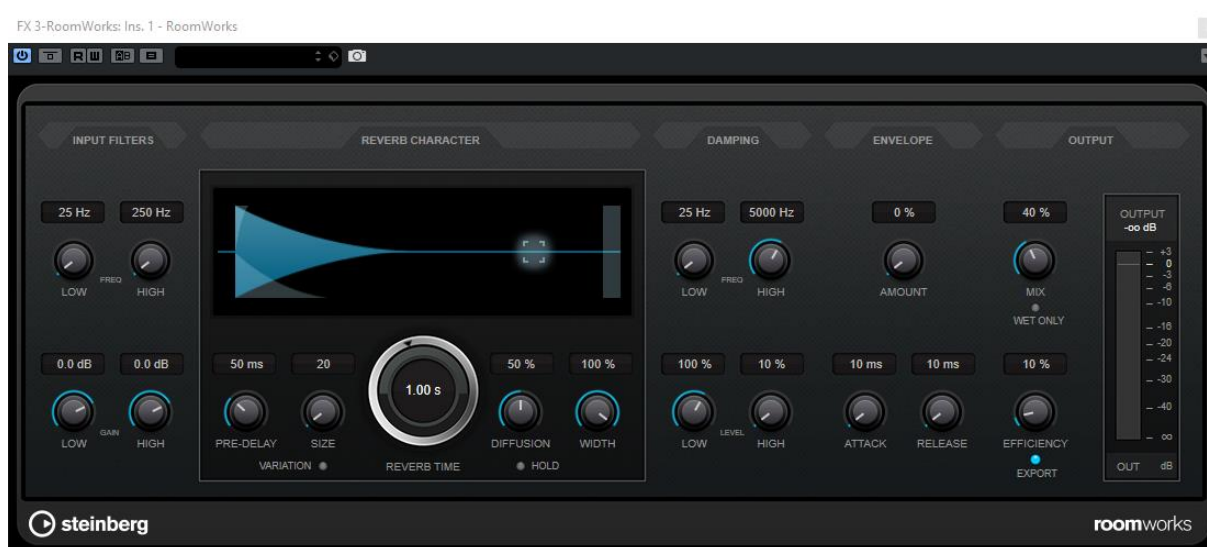 FX 3-RoomWorks: Ins. 1 - RoomWorks
R W
INPUT FILTERS
REVERB CHARACTER
DAMPING
ENVELOPE
OUTPUT
25 Hz 250 Hz
LOW FREQ HIGH
0.0 dB 0.0 dB
LOW GAIN HIGH
50 ms 20
PRE-DELAY SIZE
VARIATION
1.00 s
REVERB TIME
50 % 100 %
DIFFUSION WIDTH
HOLD
25 Hz 5000 Hz
LOW FREQ HIGH
100 % 10 %
LOW LEVEL HIGH
0 %
AMOUNT
10 ms 10 ms
ATTACK RELEASE
40 %
MIX
WET ONLY
10 %
EFFICIENCY
EXPORT
OUTPUT
-oo dB
+3
0
-3
-6
-10
-16
-20
-24
-30
-40
oo
OUT dB
steinberg
roomworks